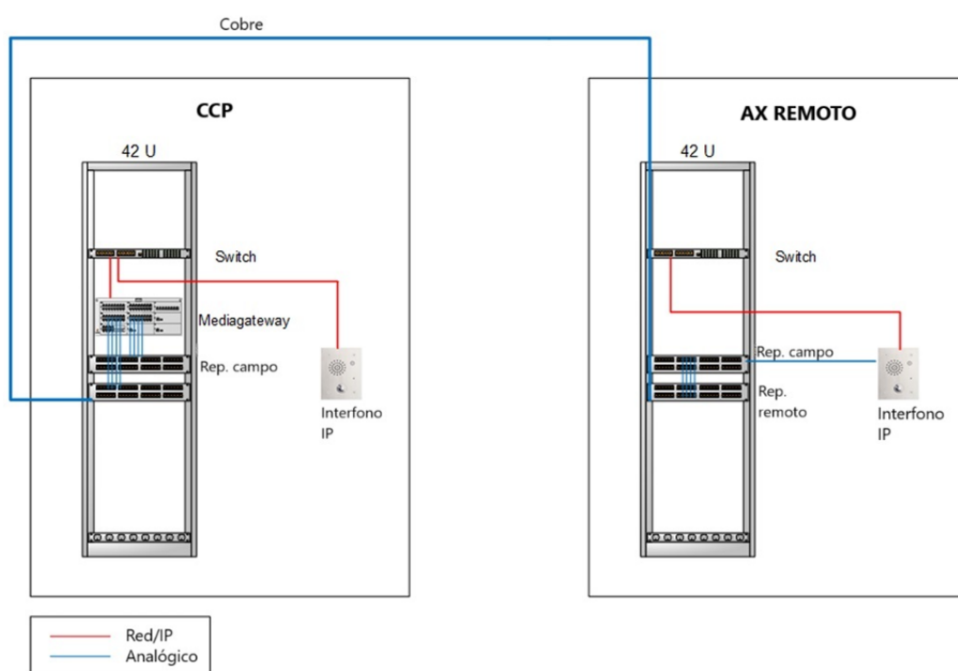 Cobre
CCP
42 U
Switch
Mediagateway
Rep. campo
Interfono
IP
AX REMOTO
42 U
Switch
Rep. campo
Rep.
remoto
Interfono
IP
Red/IP
Analógico